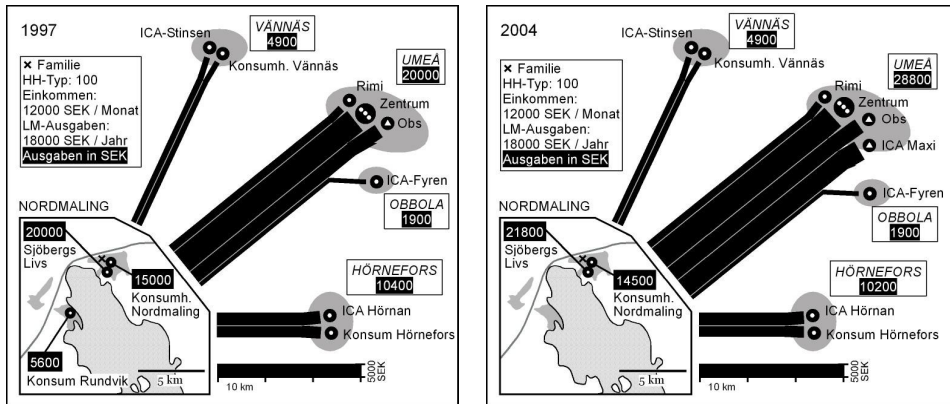 1997
ICA-Stinsen
VÄNNÄS
4900
Konsumh. Vännäs
× Familie
HH-Typ: 100
Einkommen:
12000 SEK / Monat
LM-Ausgaben:
18000 SEK / Jahr
Ausgaben in SEK
UMEÅ
20000
Rimi
Zentrum
Obs
ICA-Fyren
OBBOLA
1900
NORDMALING
20000
Sjöbergs
Livs
15000
Konsumh.
Nordmaling
5600
Konsum Rundvik
5 km
HÖRNEFORS
10400
ICA Hörnan
Konsum Hörnefors
10 km
5000
SEK
2004
ICA-Stinsen
VÄNNÄS
4900
Konsumh. Vännäs
× Familie
HH-Typ: 100
Einkommen:
12000 SEK / Monat
LM-Ausgaben:
18000 SEK / Jahr
Ausgaben in SEK
UMEÅ
28800
Rimi
Zentrum
Obs
ICA Maxi
ICA-Fyren
OBBOLA
1900
NORDMALING
21800
Sjöbergs
Livs
14500
Konsumh.
Nordmaling
5 km
HÖRNEFORS
10200
ICA Hörnan
Konsum Hörnefors
10 km
5000
SEK